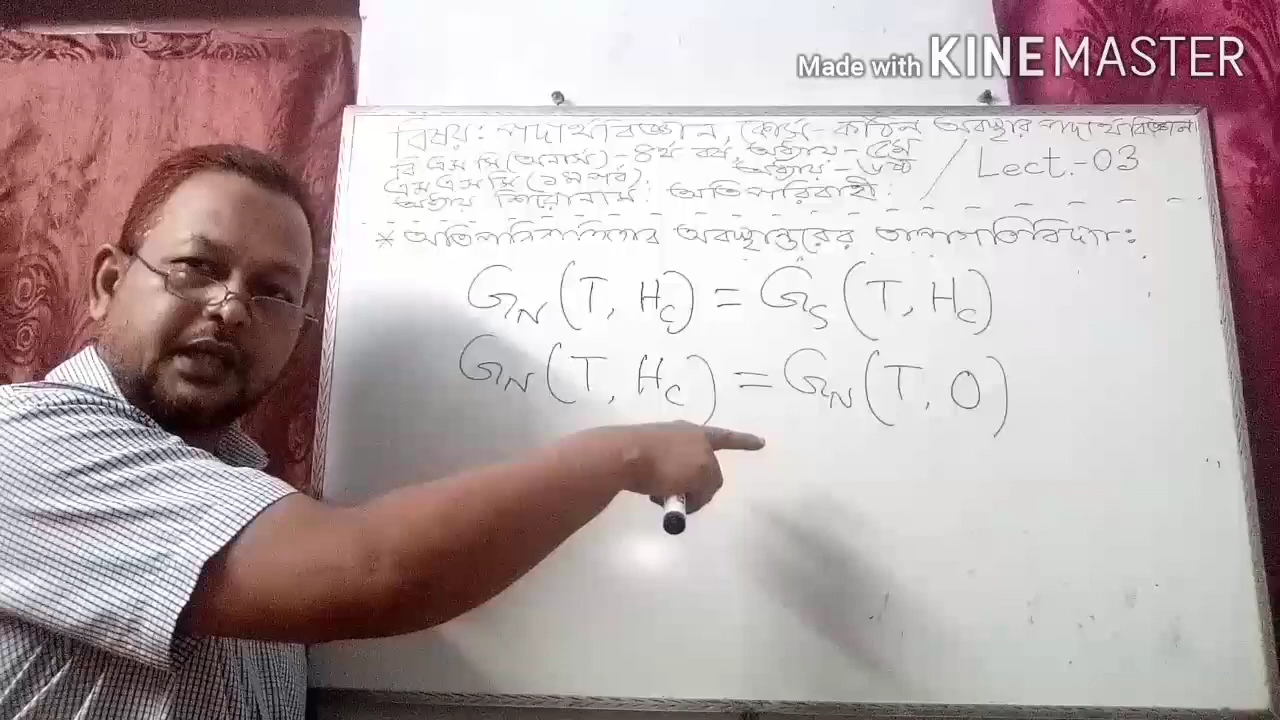 Made with KINEMASTER
বিষয়: পদার্থবিজ্ঞান, কোর্স - কঠিন অবস্থার পদার্থবিজ্ঞান
বি এস সি (অনার্স) - ৪র্থ বর্ষ, অধ্যায় - ৫ম
এম এস সি (১ম পর্ব) অধ্যায় - ৬ষ্ঠ
Lect.-03
অধ্যায় শিরোনাম: অতিপরিবাহী
* অতিপরিবাহিতার অবস্থান্তরের তাপগতিবিদ্যা:
G_N (T, H_c) = G_S (T, H_c)
G_N (T, H_c) = G_N (T, 0)